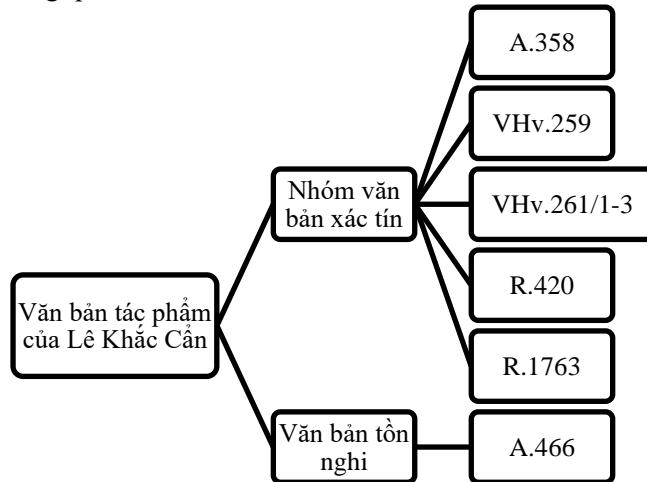 A.358
VHv.259
Nhóm văn
bản xác tín
VHv.261/1-3
R.420
Văn bản tác phẩm
của Lê Khắc Cẩn
R.1763
Văn bản tồn
nghi
A.466